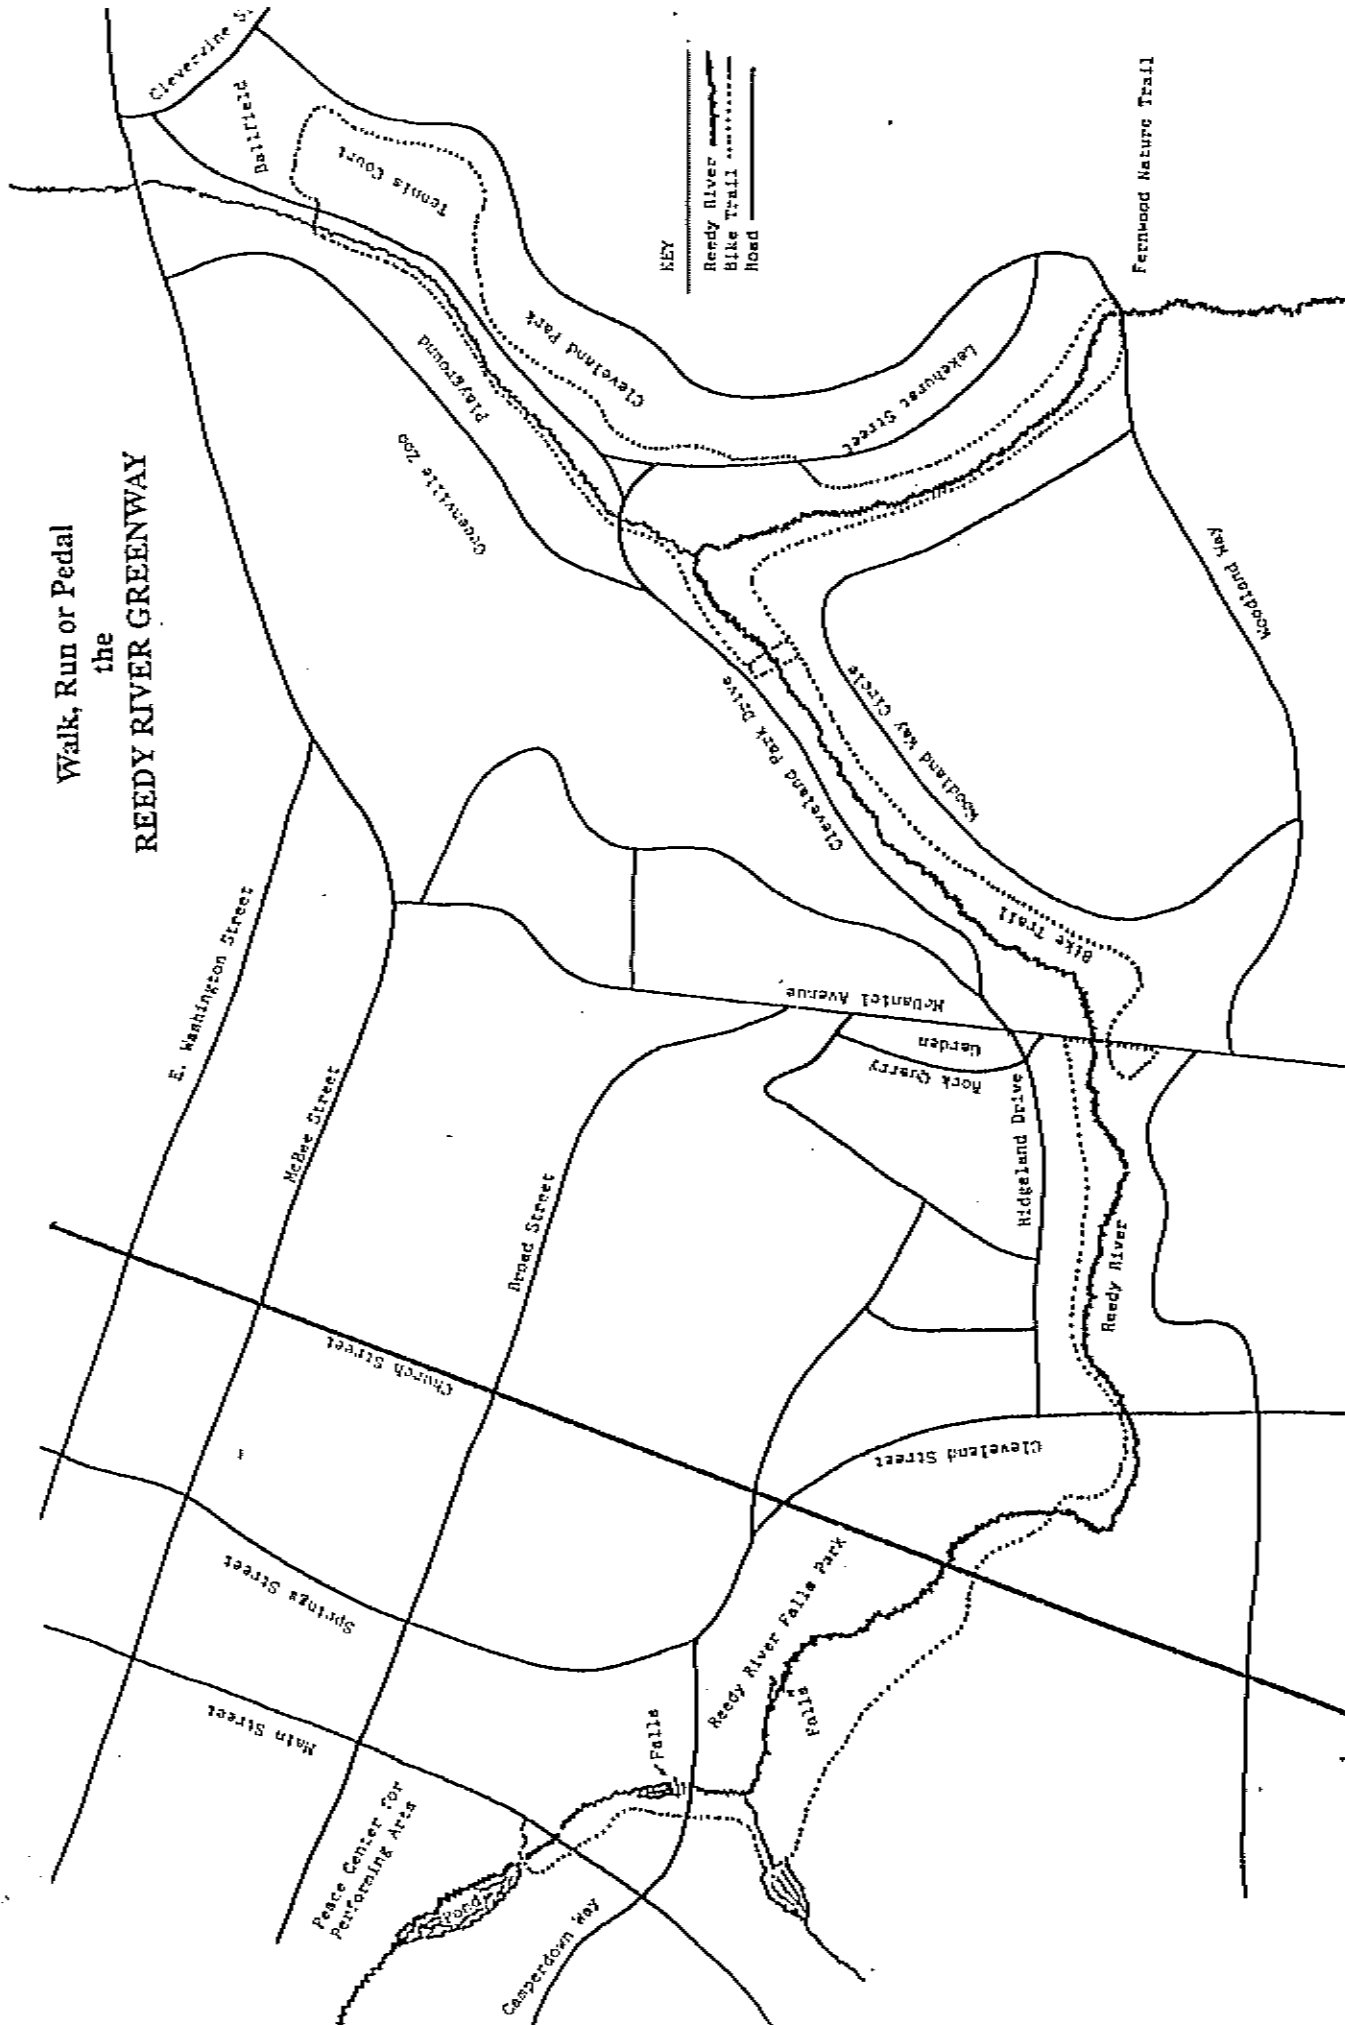 Walk, Run or Pedal
the
REEDY RIVER GREENWAY
KEY
Reedy River
Bike Trail
Road
Ballfield
Tennis Court
Cleveland Park
Playground
Greenville Zoo
Lakehurst Street
Fernwood Nature Trail
Woodland Way
Woodland Way Circle
Cleveland Park Drive
Bike Trail
E. Washington Street
McBee Street
Broad Street
McDaniel Avenue
Rock Quarry
Garden
Ridgeland Drive
Reedy River
Church Street
Cleveland Street
Springs Street
Main Street
Reedy River Falls Park
Falls
Falls
Peace Center for
Performing Arts
Pond
Camperdown Way